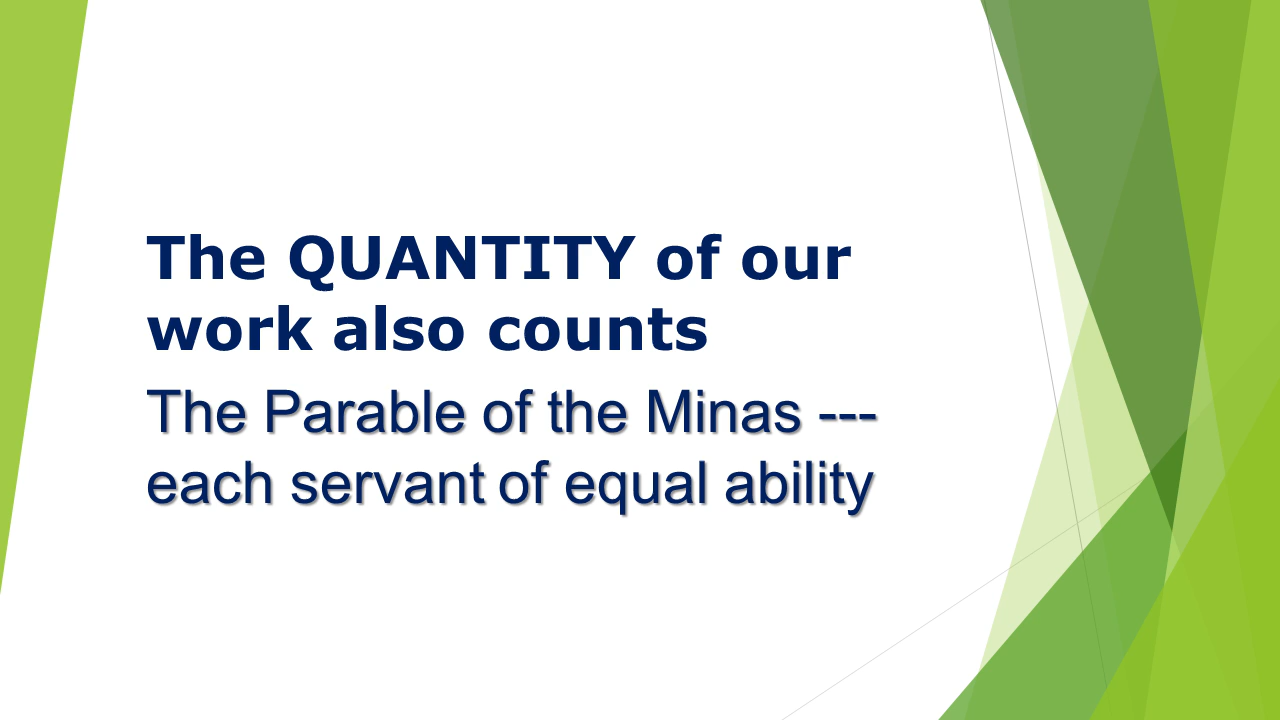 The QUANTITY of our
work also counts
The Parable of the Minas ---
each servant of equal ability